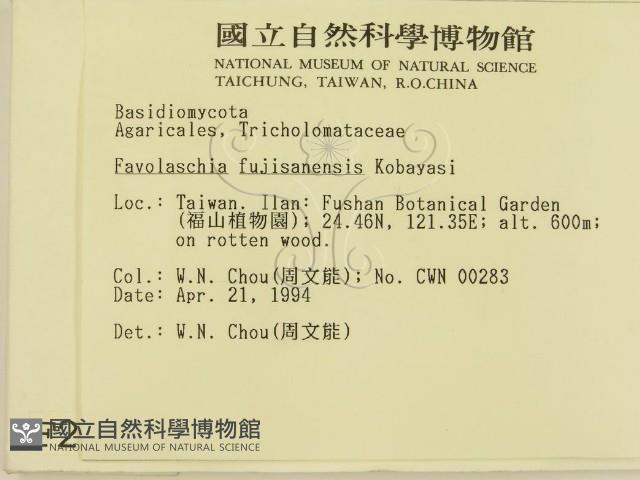 國立自然科學博物館
NATIONAL MUSEUM OF NATURAL SCIENCE
TAICHUNG, TAIWAN, R.O.CHINA
Basidiomycota
Agaricales, Tricholomataceae
Favolaschia fujisanensis Kobayasi
Loc.: Taiwan. Ilan: Fushan Botanical Garden
(福山植物園); 24.46N, 121.35E; alt. 600m;
on rotten wood.
Col.: W.N. Chou(周文能); No. CWN 00283
Date: Apr. 21, 1994
Det.: W.N. Chou(周文能)
國立自然科學博物館
NATIONAL MUSEUM OF NATURAL SCIENCE